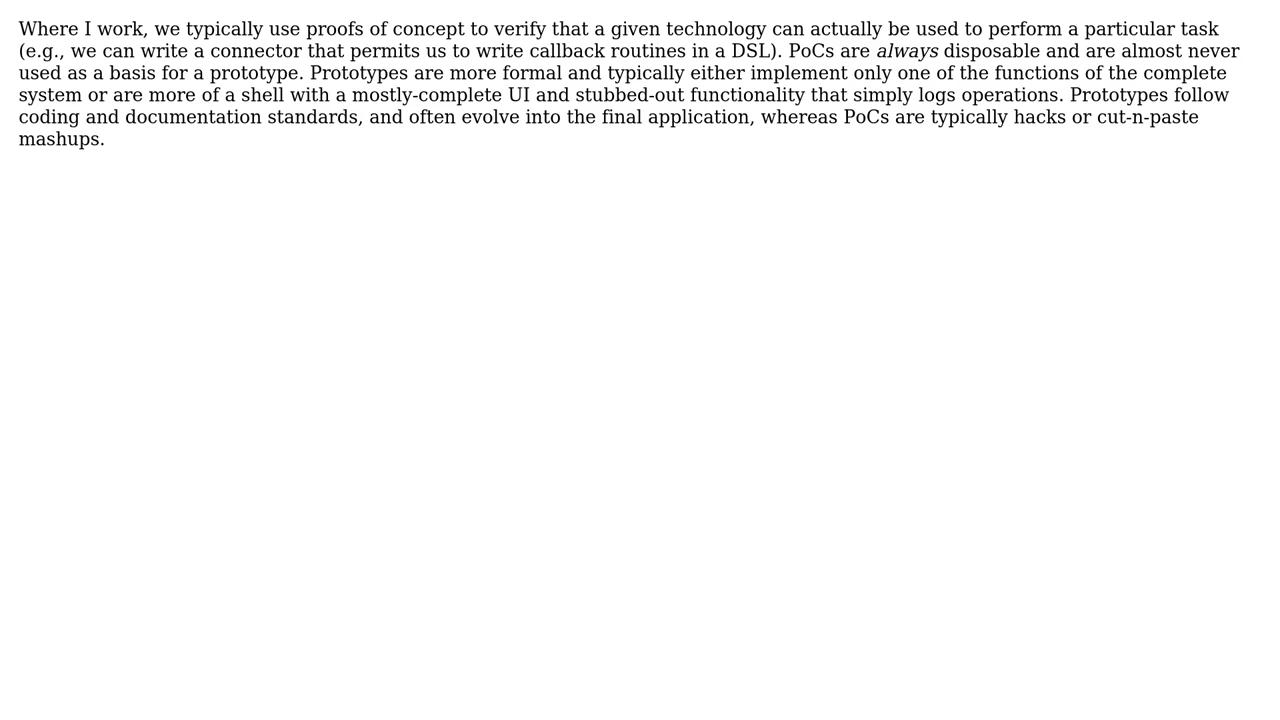 Where I work, we typically use proofs of concept to verify that a given technology can actually be used to perform a particular task
(e.g., we can write a connector that permits us to write callback routines in a DSL). PoCs are always disposable and are almost never
used as a basis for a prototype. Prototypes are more formal and typically either implement only one of the functions of the complete
system or are more of a shell with a mostly-complete UI and stubbed-out functionality that simply logs operations. Prototypes follow
coding and documentation standards, and often evolve into the final application, whereas PoCs are typically hacks or cut-n-paste
mashups.